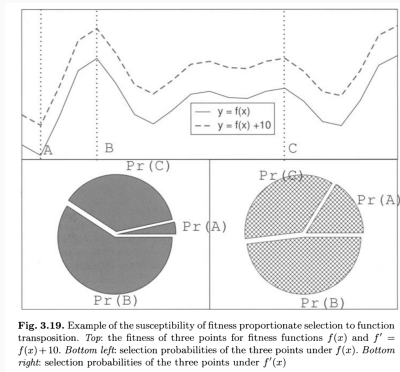 y = f(x)
y = f(x) +10
A
B
C
Pr(C)
Pr(A)
Pr(B)
Pr(C)
Pr(A)
Pr(B)
Fig. 3.19. Example of the susceptibility of fitness proportionate selection to function
transposition. Top: the fitness of three points for fitness functions f(x) and f′ =
f(x)+10. Bottom left: selection probabilities of the three points under f(x). Bottom
right: selection probabilities of the three points under f′(x)